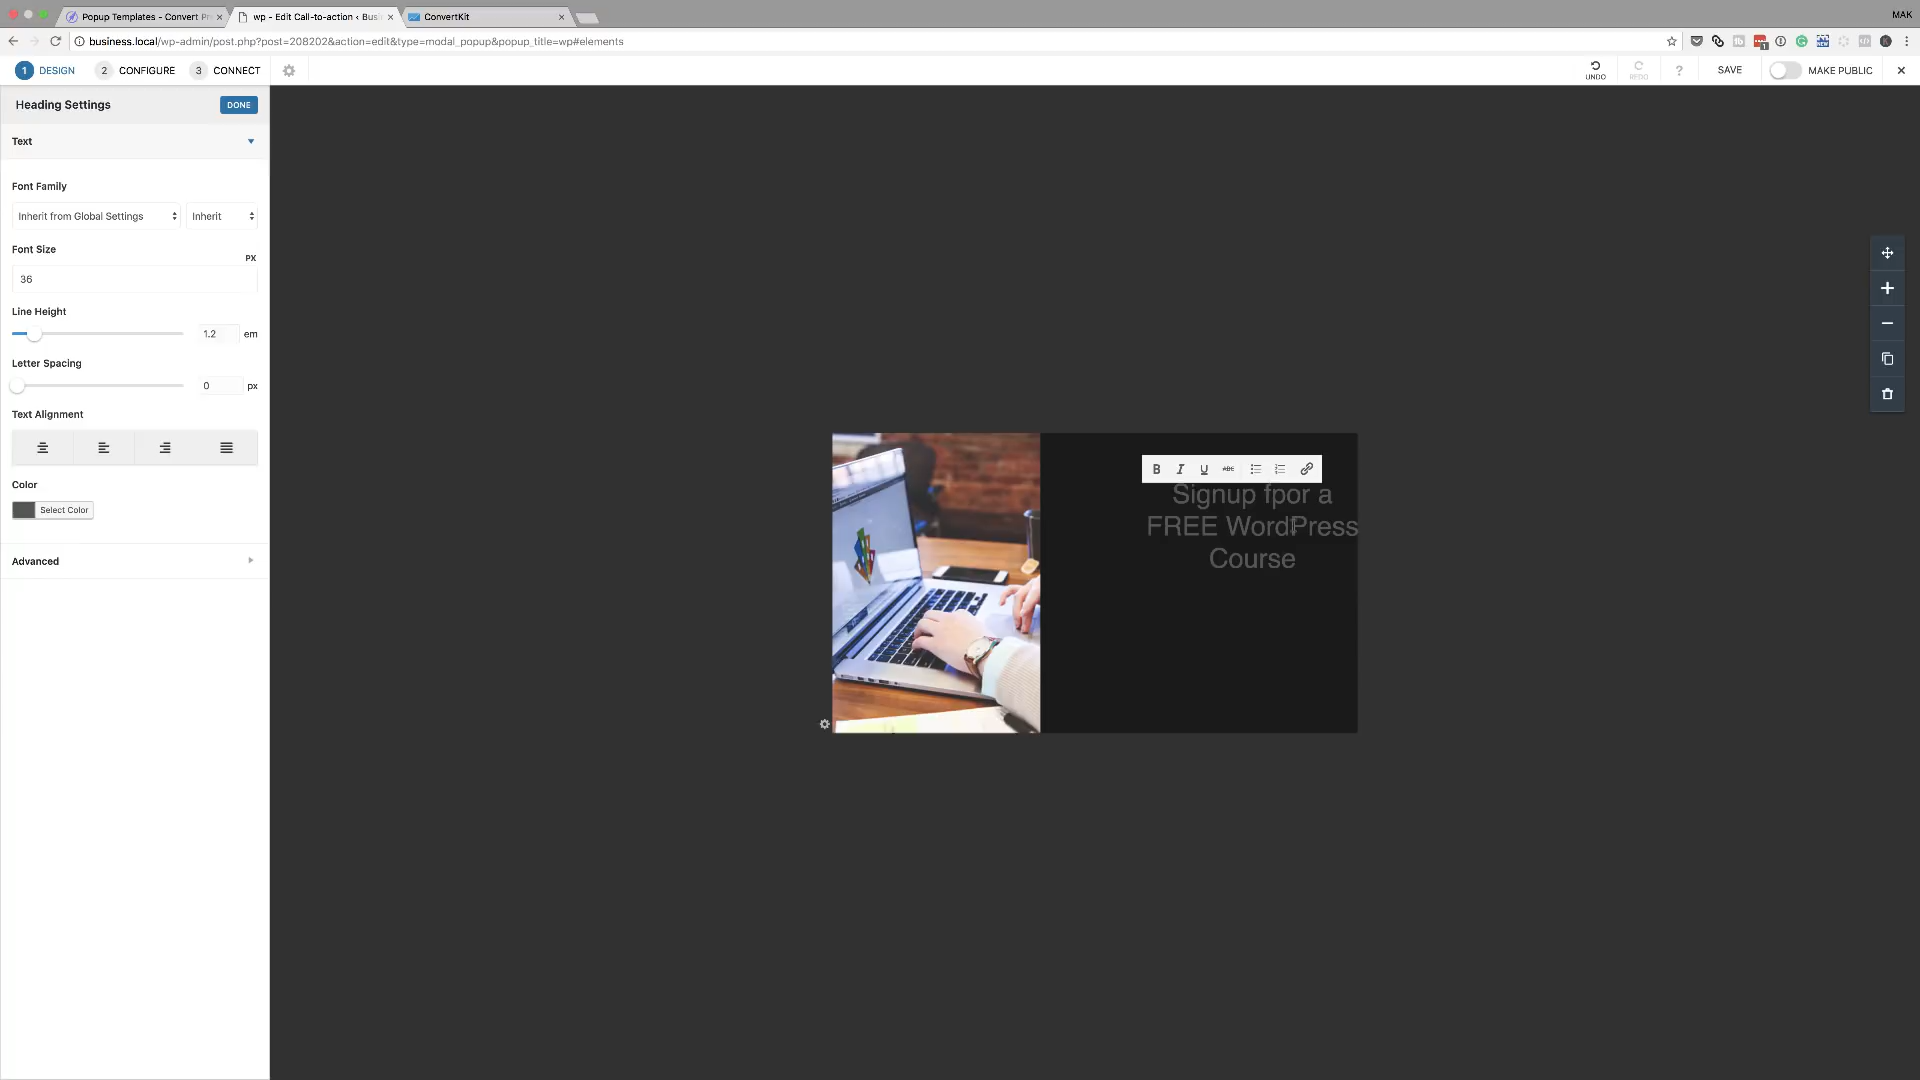 Popup Templates - Convert Pr
wp - Edit Call-to-action ‹ Busi
ConvertKit
MAK
business.local/wp-admin/post.php?post=208202&action=edit&type=modal_popup&popup_title=wp#elements
1 DESIGN
2 CONFIGURE
3 CONNECT
UNDO
REDO
?
SAVE
MAKE PUBLIC
Heading Settings
DONE
Text
Font Family
Inherit from Global Settings
Inherit
Font Size
PX
36
Line Height
1.2 em
Letter Spacing
0 px
Text Alignment
Color
Select Color
Advanced
B I U ABC
Signup fpor a
FREE WordPress
Course